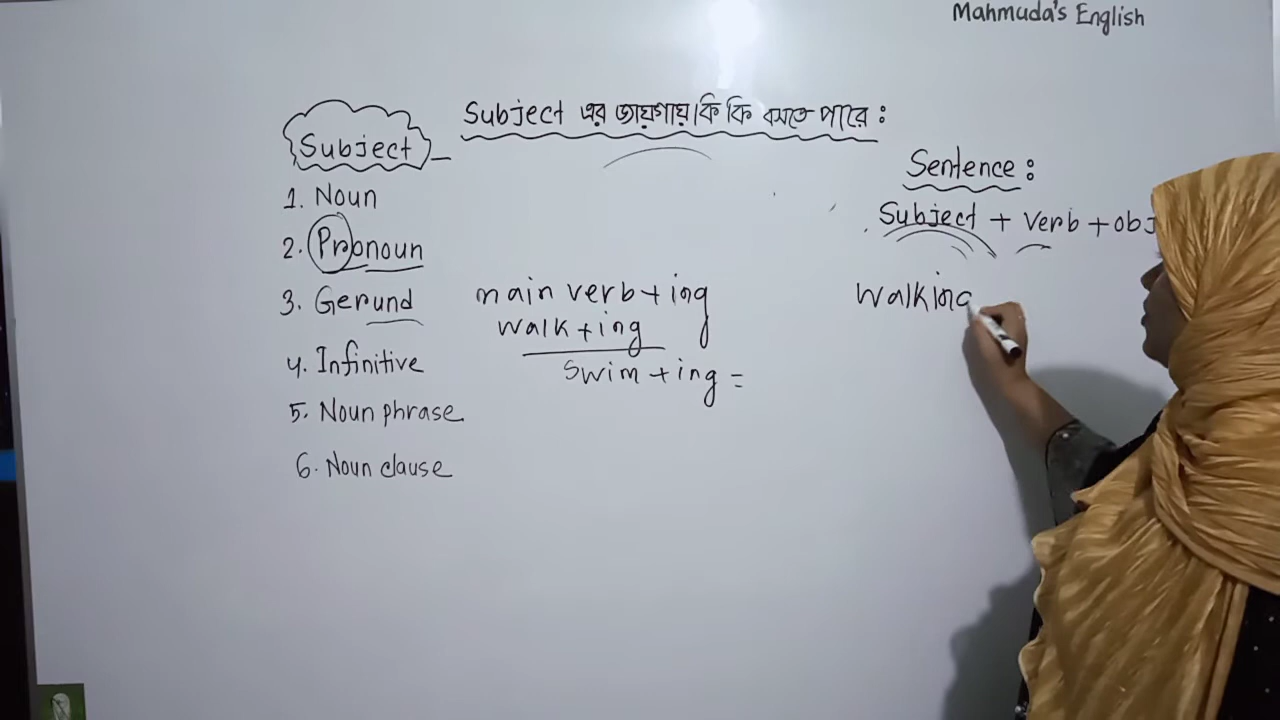 Mahmuda's English
Subject এর জায়গায় কি কি বসতে পারে :
Subject
1. Noun
2. Pronoun
3. Gerund
4. Infinitive
5. Noun phrase
6. Noun clause
main verb + ing
walk + ing
swim + ing =
Sentence :
Subject + verb + obj
Walking